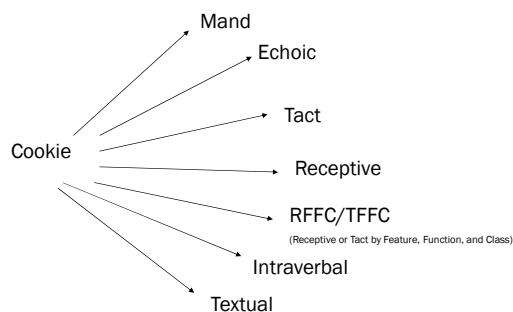 Mand
Echoic
Tact
Cookie
Receptive
RFFC/TFFC
(Receptive or Tact by Feature, Function, and Class)
Intraverbal
Textual